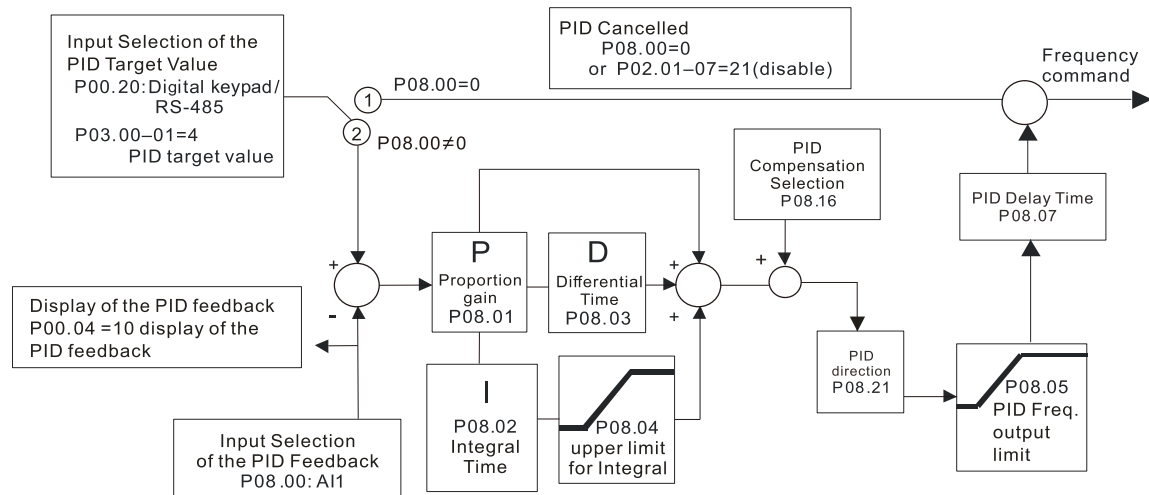 Input Selection of the
PID Target Value
P00.20:Digital keypad/
RS-485
P03.00–01=4
PID target value
PID Cancelled
P08.00=0
or P02.01–07=21(disable)
Frequency
command
1
P08.00=0
2
P08.00≠0
PID
Compensation
Selection
P08.16
PID Delay Time
P08.07
+
-
P
Proportion
gain
P08.01
D
Differential
Time
P08.03
+
+
+
Display of the PID feedback
P00.04 =10 display of the
PID feedback
I
P08.02
Integral
Time
P08.04
upper limit
for Integral
PID
direction
P08.21
P08.05
PID Freq.
output
limit
Input Selection
of the PID Feedback
P08.00: AI1